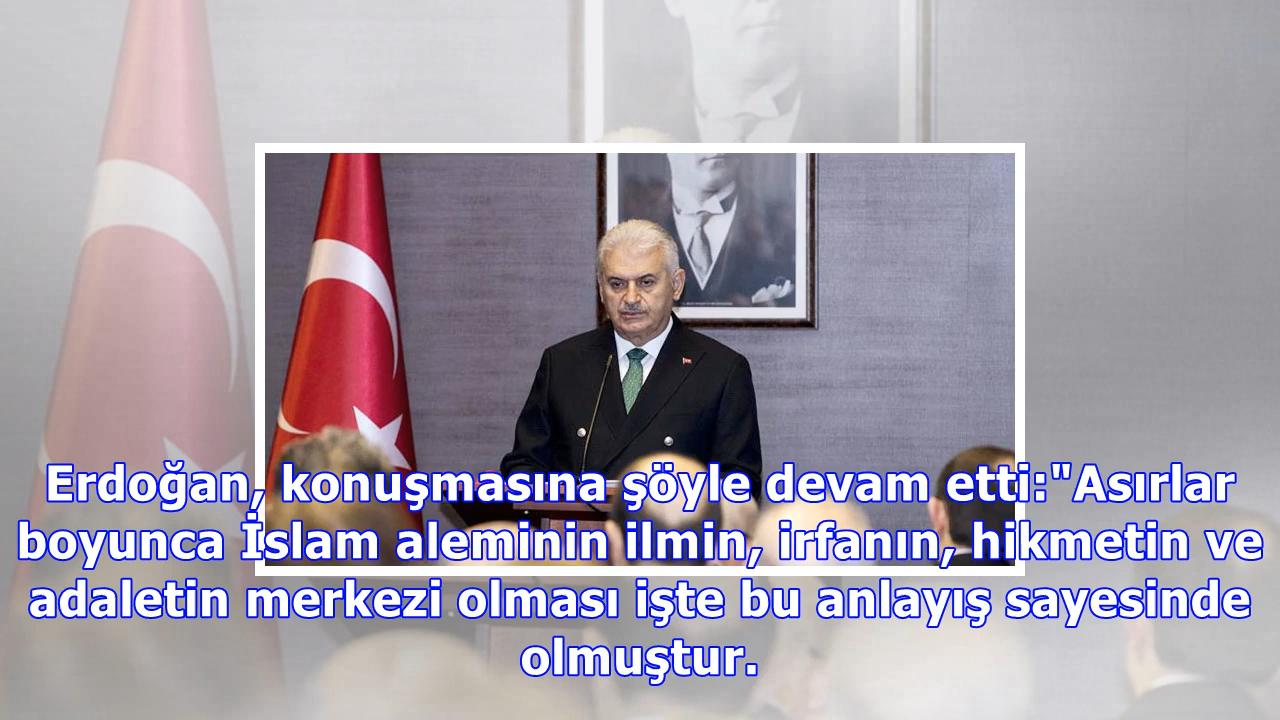 Erdoğan, konuşmasına şöyle devam etti:"Asırlar
boyunca İslam aleminin ilmin, irfanın, hikmetin ve
adaletin merkezi olması işte bu anlayış sayesinde
olmuştur.